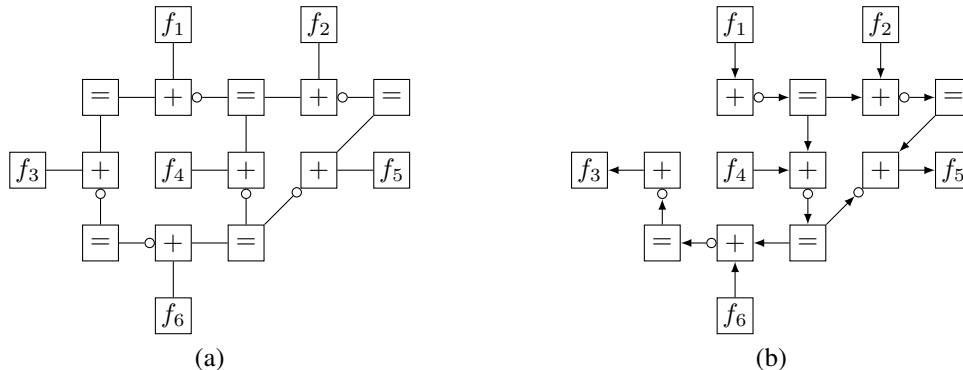 f₁ f₂ f₁ f₂
= + = + = + = + =
f₃ + f₄ + + f₅ f₃ + f₄ + + f₅
= + = = + =
f₆ f₆
(a) (b)